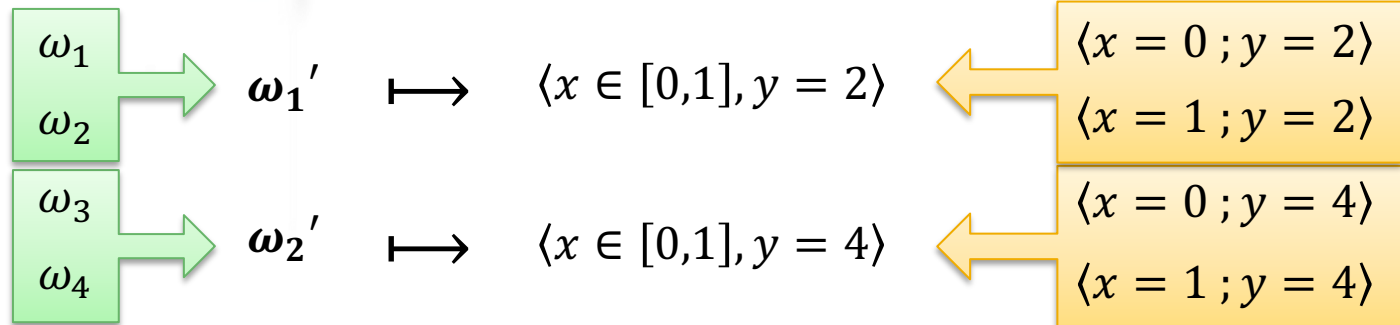 ω₁
ω₂
ω₁′ ⟼ ⟨x ∈ [0,1], y = 2⟩
⟨x = 0 ; y = 2⟩
⟨x = 1 ; y = 2⟩
ω₃
ω₄
ω₂′ ⟼ ⟨x ∈ [0,1], y = 4⟩
⟨x = 0 ; y = 4⟩
⟨x = 1 ; y = 4⟩